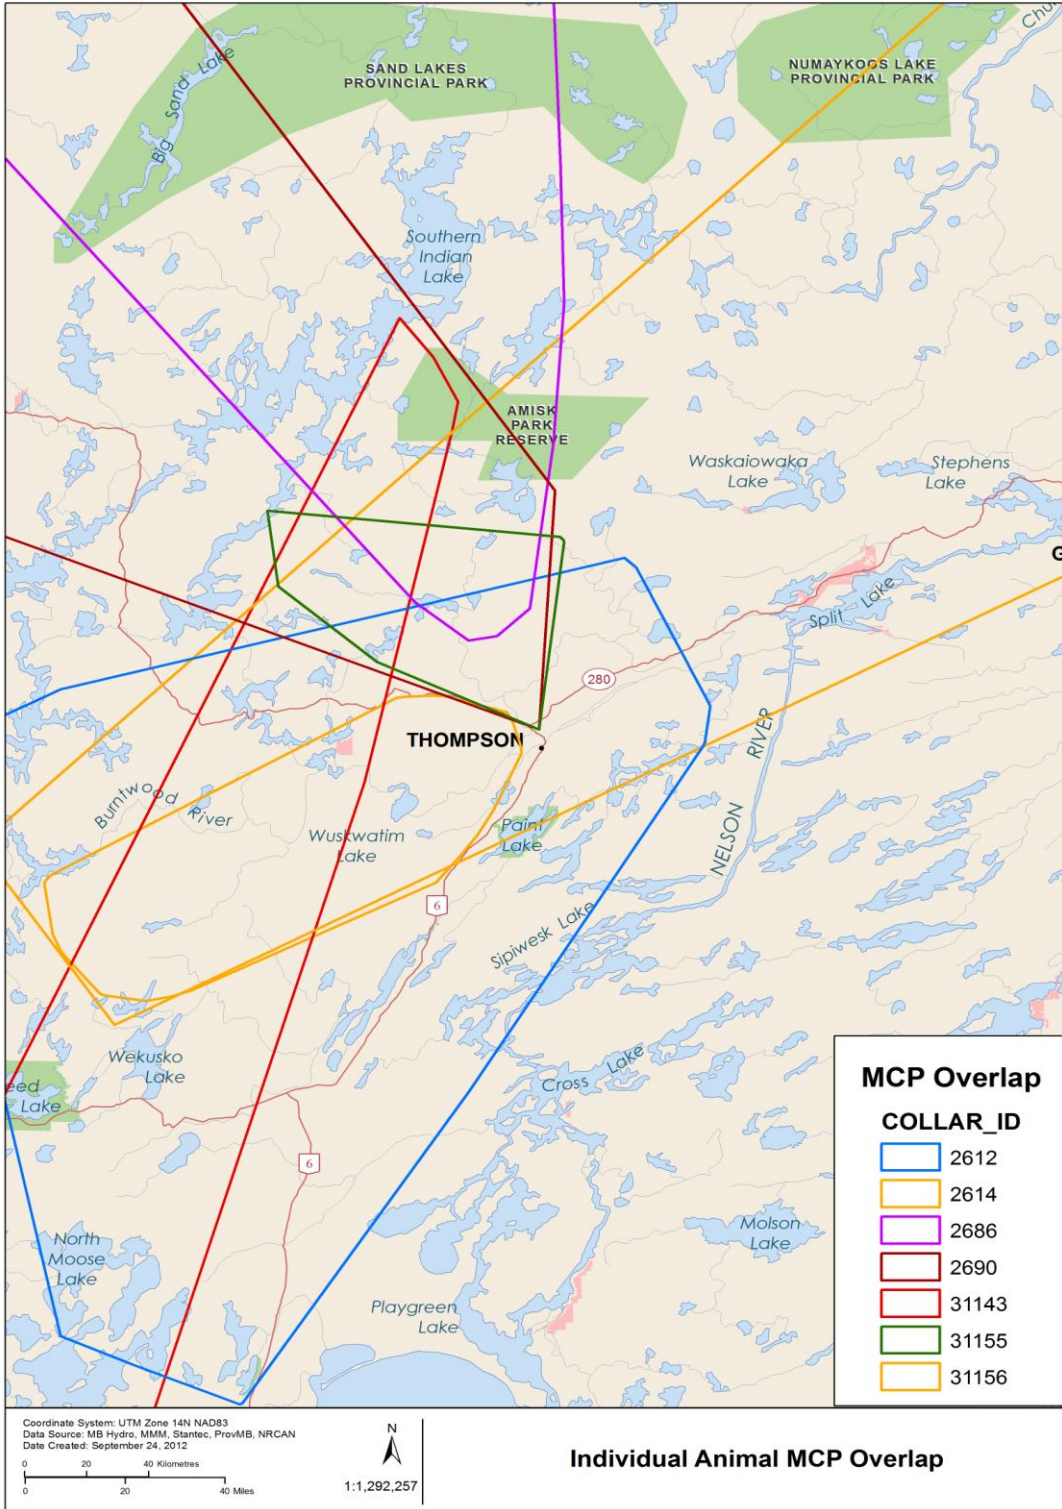 Chu
SAND LAKES
PROVINCIAL PARK
NUMAYKOOS LAKE
PROVINCIAL PARK
Big Sand Lake
Southern
Indian
Lake
AMISK
PARK
RESERVE
Waskaiowaka
Lake
Stephens
Lake
G
Split Lake
280
THOMPSON
NELSON RIVER
Burntwood River
Wuskwatim
Lake
Paint
Lake
6
Sipiwesk Lake
Wekusko
Lake
eed
Lake
Cross Lake
6
North
Moose
Lake
Molson
Lake
Playgreen
Lake
MCP Overlap
COLLAR_ID
2612
2614
2686
2690
31143
31155
31156
Coordinate System: UTM Zone 14N NAD83
Data Source: MB Hydro, MMM, Stantec, ProvMB, NRCAN
Date Created: September 24, 2012
0 20 40 Kilometres
0 20 40 Miles
N
1:1,292,257
Individual Animal MCP Overlap